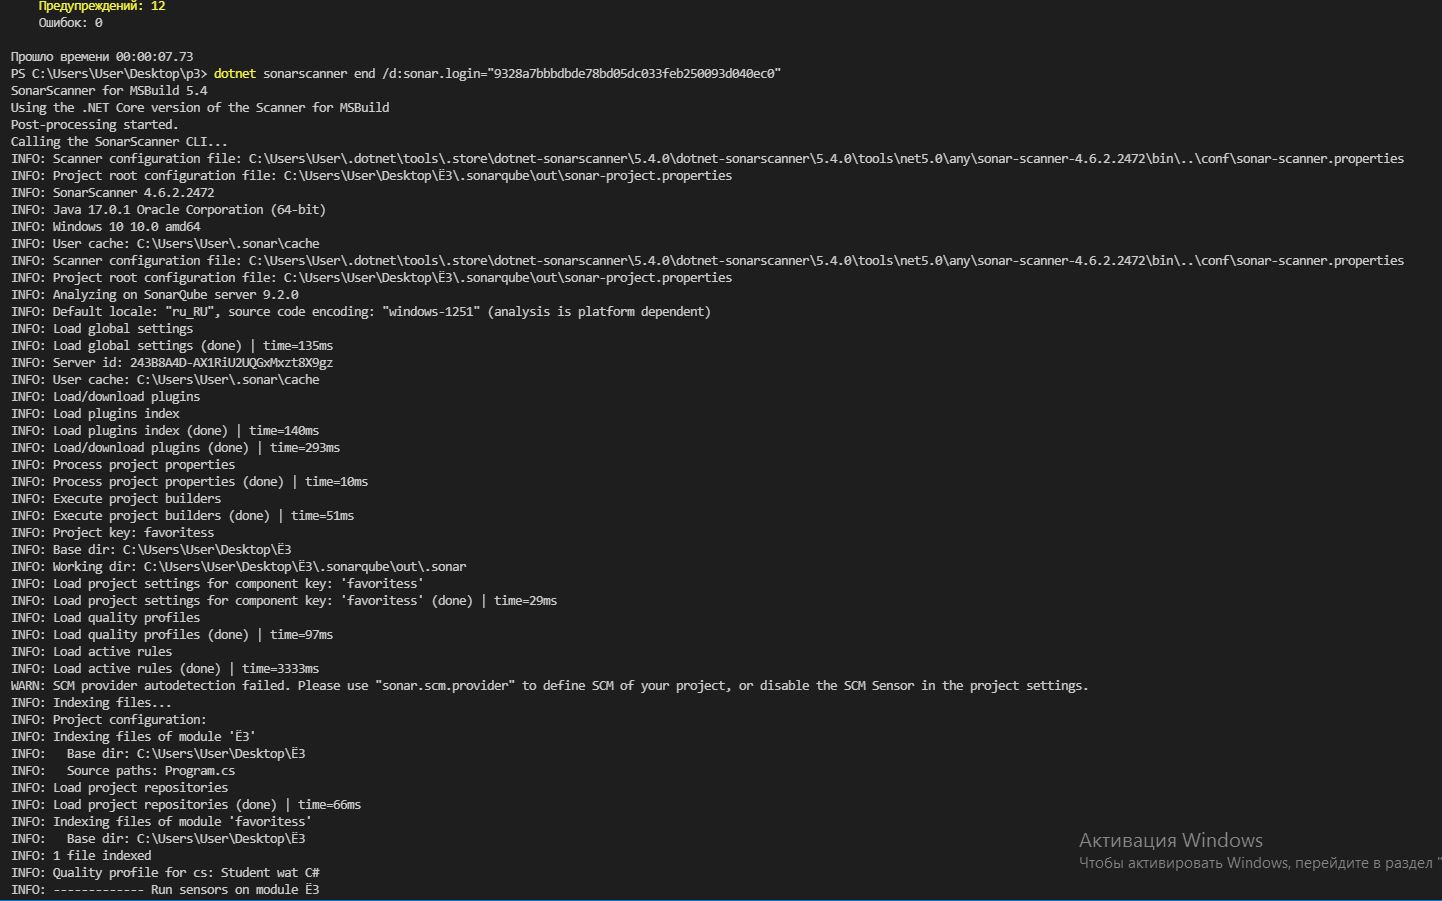 Предупреждений: 12
Ошибок: 0
Прошло времени 00:00:07.73
PS C:\Users\User\Desktop\р3> dotnet sonarscanner end /d:sonar.login="9328a7bbbdbde78bd05dc033feb250093d040ec0"
SonarScanner for MSBuild 5.4
Using the .NET Core version of the Scanner for MSBuild
Post-processing started.
Calling the SonarScanner CLI...
INFO: Scanner configuration file: C:\Users\User\.dotnet\tools\.store\dotnet-sonarscanner\5.4.0\dotnet-sonarscanner\5.4.0\tools\net5.0\any\sonar-scanner-4.6.2.2472\bin\..\conf\sonar-scanner.properties
INFO: Project root configuration file: C:\Users\User\Desktop\Ё3\.sonarqube\out\sonar-project.properties
INFO: SonarScanner 4.6.2.2472
INFO: Java 17.0.1 Oracle Corporation (64-bit)
INFO: Windows 10 10.0 amd64
INFO: User cache: C:\Users\User\.sonar\cache
INFO: Scanner configuration file: C:\Users\User\.dotnet\tools\.store\dotnet-sonarscanner\5.4.0\dotnet-sonarscanner\5.4.0\tools\net5.0\any\sonar-scanner-4.6.2.2472\bin\..\conf\sonar-scanner.properties
INFO: Project root configuration file: C:\Users\User\Desktop\Ё3\.sonarqube\out\sonar-project.properties
INFO: Analyzing on SonarQube server 9.2.0
INFO: Default locale: "ru_RU", source code encoding: "windows-1251" (analysis is platform dependent)
INFO: Load global settings
INFO: Load global settings (done) | time=135ms
INFO: Server id: 243B8A4D-AX1RiU2UQGxMxzt8X9gz
INFO: User cache: C:\Users\User\.sonar\cache
INFO: Load/download plugins
INFO: Load plugins index
INFO: Load plugins index (done) | time=140ms
INFO: Load/download plugins (done) | time=293ms
INFO: Process project properties
INFO: Process project properties (done) | time=10ms
INFO: Execute project builders
INFO: Execute project builders (done) | time=51ms
INFO: Project key: favoritess
INFO: Base dir: C:\Users\User\Desktop\Ё3
INFO: Working dir: C:\Users\User\Desktop\Ё3\.sonarqube\out\.sonar
INFO: Load project settings for component key: 'favoritess'
INFO: Load project settings for component key: 'favoritess' (done) | time=29ms
INFO: Load quality profiles
INFO: Load quality profiles (done) | time=97ms
INFO: Load active rules
INFO: Load active rules (done) | time=3333ms
WARN: SCM provider autodetection failed. Please use "sonar.scm.provider" to define SCM of your project, or disable the SCM Sensor in the project settings.
INFO: Indexing files...
INFO: Project configuration:
INFO: Indexing files of module 'Ё3'
INFO:   Base dir: C:\Users\User\Desktop\Ё3
INFO:   Source paths: Program.cs
INFO: Load project repositories
INFO: Load project repositories (done) | time=66ms
INFO: Indexing files of module 'favoritess'
INFO:   Base dir: C:\Users\User\Desktop\Ё3
INFO: 1 file indexed
INFO: Quality profile for cs: Student wat C#
INFO: ------------- Run sensors on module Ё3
Активация Windows
Чтобы активировать Windows, перейдите в раздел "